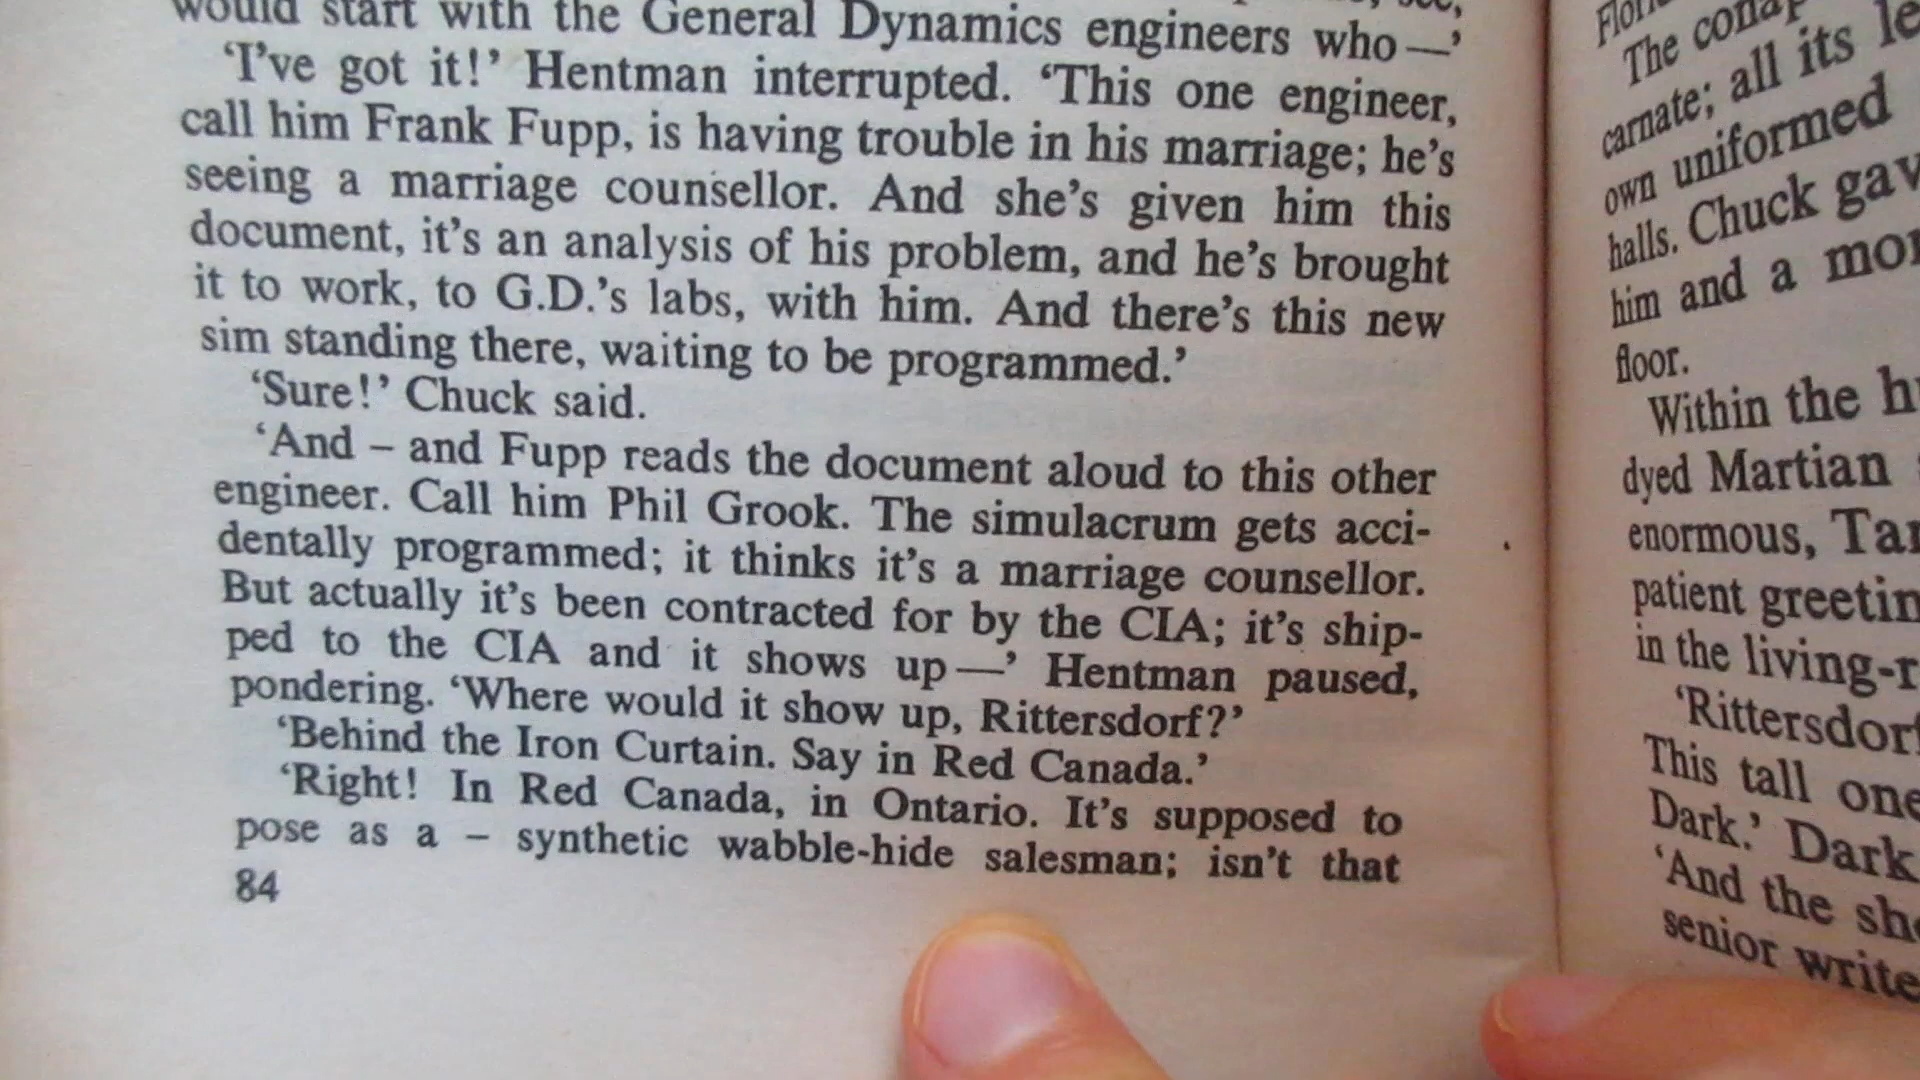 would start with the General Dynamics engineers who —’
‘I’ve got it!’ Hentman interrupted. ‘This one engineer,
call him Frank Fupp, is having trouble in his marriage; he’s
seeing a marriage counsellor. And she’s given him this
document, it’s an analysis of his problem, and he’s brought
it to work, to G.D.’s labs, with him. And there’s this new
sim standing there, waiting to be programmed.’
‘Sure!’ Chuck said.
‘And – and Fupp reads the document aloud to this other
engineer. Call him Phil Grook. The simulacrum gets acci-
dentally programmed; it thinks it’s a marriage counsellor.
But actually it’s been contracted for by the CIA; it’s ship-
ped to the CIA and it shows up —’ Hentman paused,
pondering. ‘Where would it show up, Rittersdorf?’
‘Behind the Iron Curtain. Say in Red Canada.’
‘Right! In Red Canada, in Ontario. It’s supposed to
pose as a – synthetic wabble-hide salesman; isn’t that
84
The
carnate; all its
own uniformed
halls. Chuck
him and a
floor.
Within the
dyed Martian
enormous,
patient
in the
‘Rittersdorf
This tall one
Dark.’ Dark
‘And the
senior